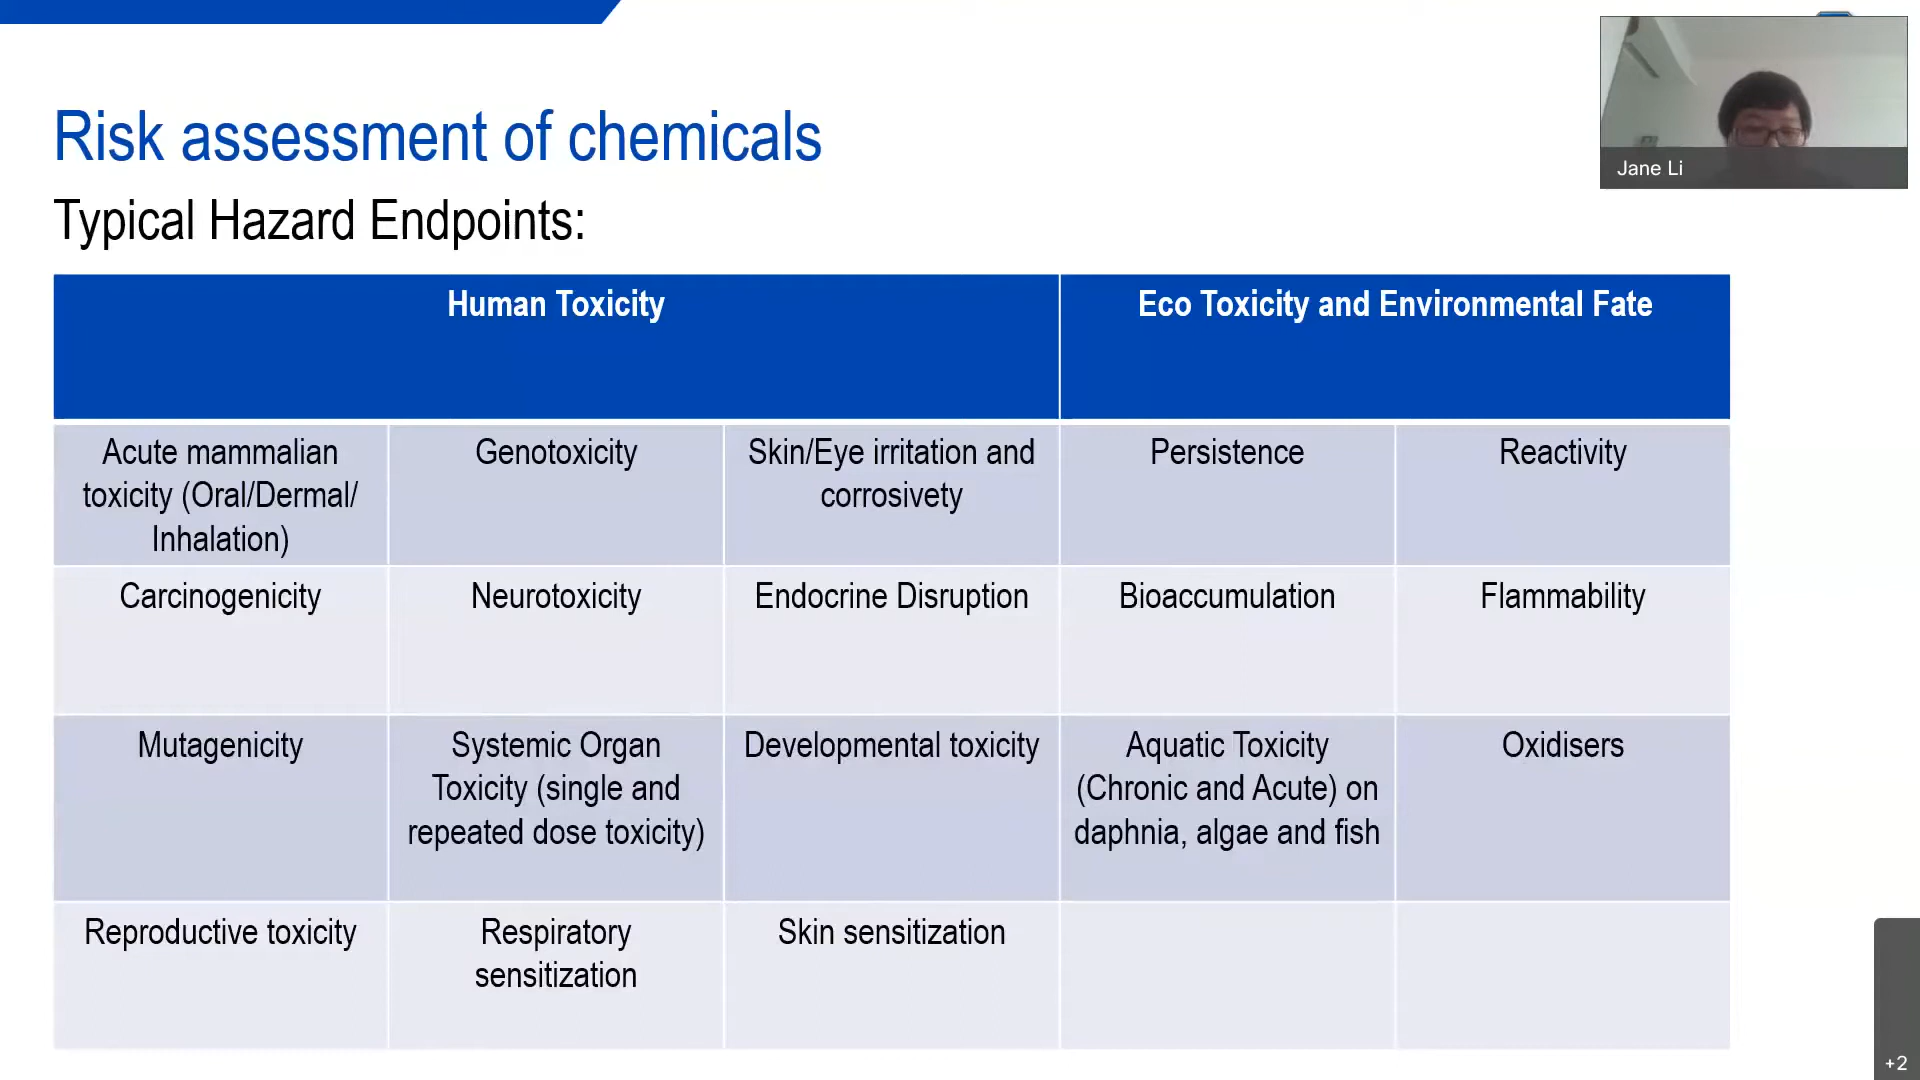 Risk assessment of chemicals
Jane Li
Typical Hazard Endpoints:
Human Toxicity
Eco Toxicity and Environmental Fate
Acute mammalian
toxicity (Oral/Dermal/
Inhalation)
Genotoxicity
Skin/Eye irritation and
corrosivety
Persistence
Reactivity
Carcinogenicity
Neurotoxicity
Endocrine Disruption
Bioaccumulation
Flammability
Mutagenicity
Systemic Organ
Toxicity (single and
repeated dose toxicity)
Developmental toxicity
Aquatic Toxicity
(Chronic and Acute) on
daphnia, algae and fish
Oxidisers
Reproductive toxicity
Respiratory
sensitization
Skin sensitization
+2